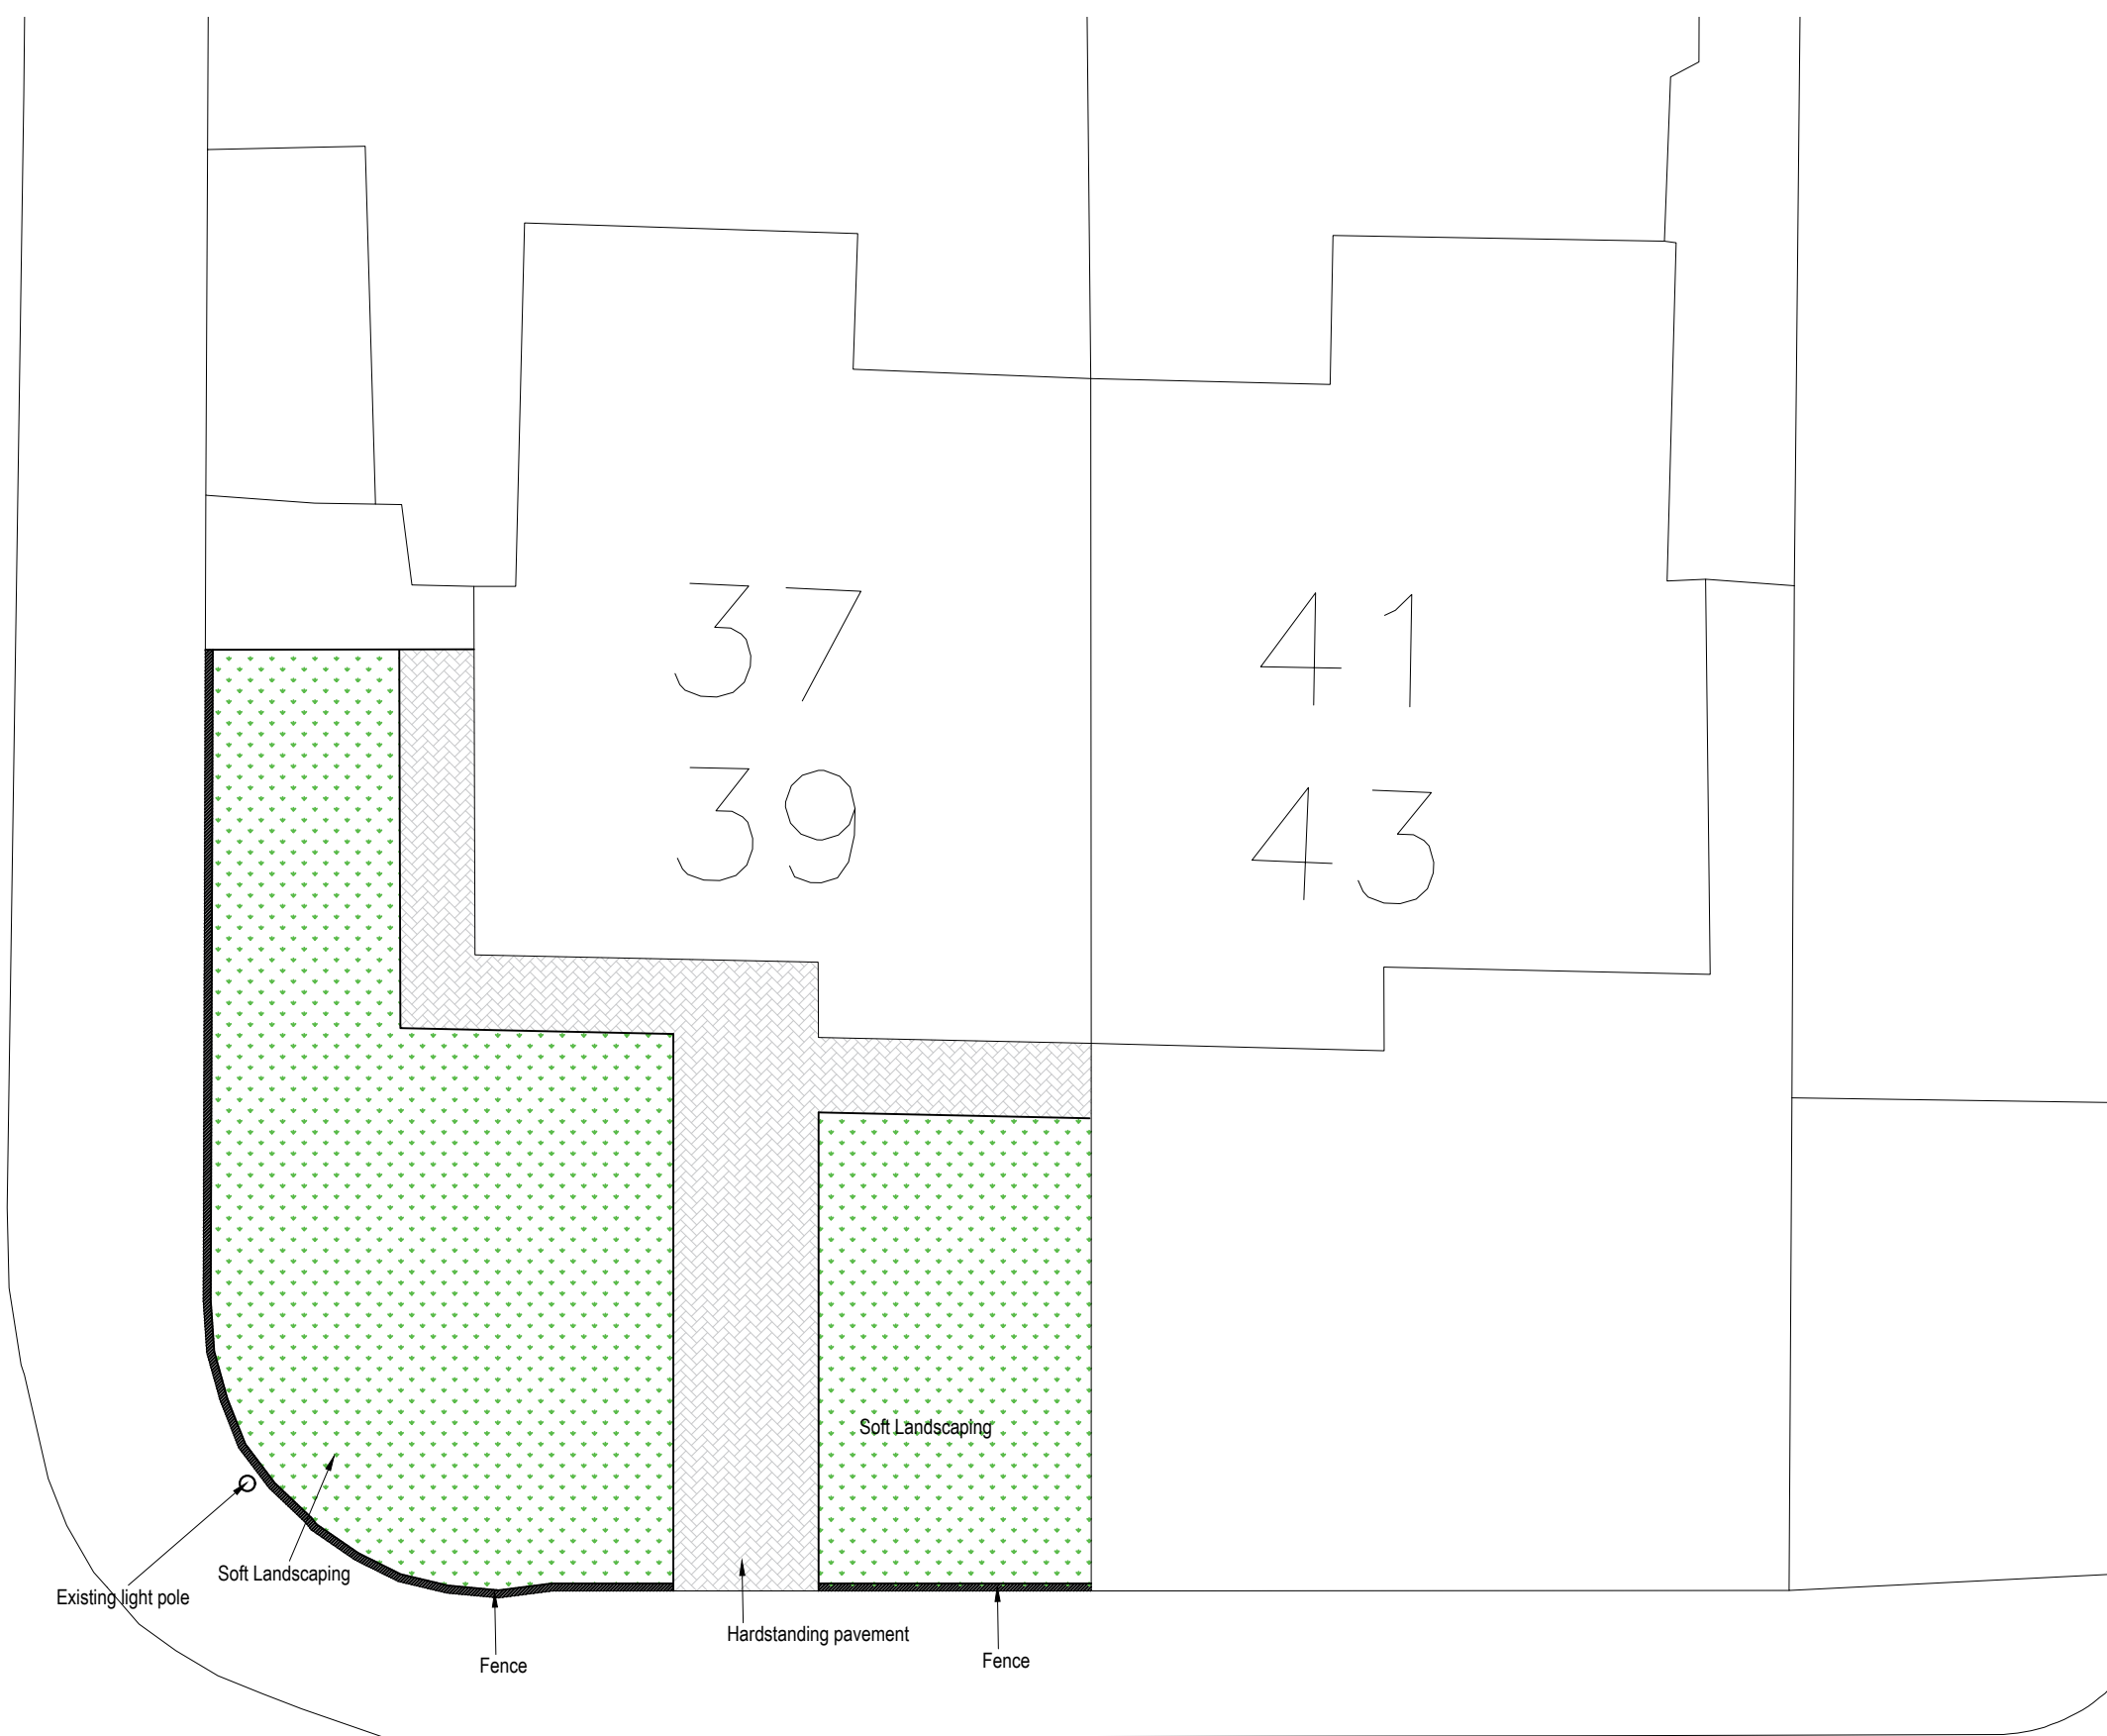 37
41
39
43
Soft Landscaping
Soft Landscaping
Existing light pole
Hardstanding pavement
Fence
Fence